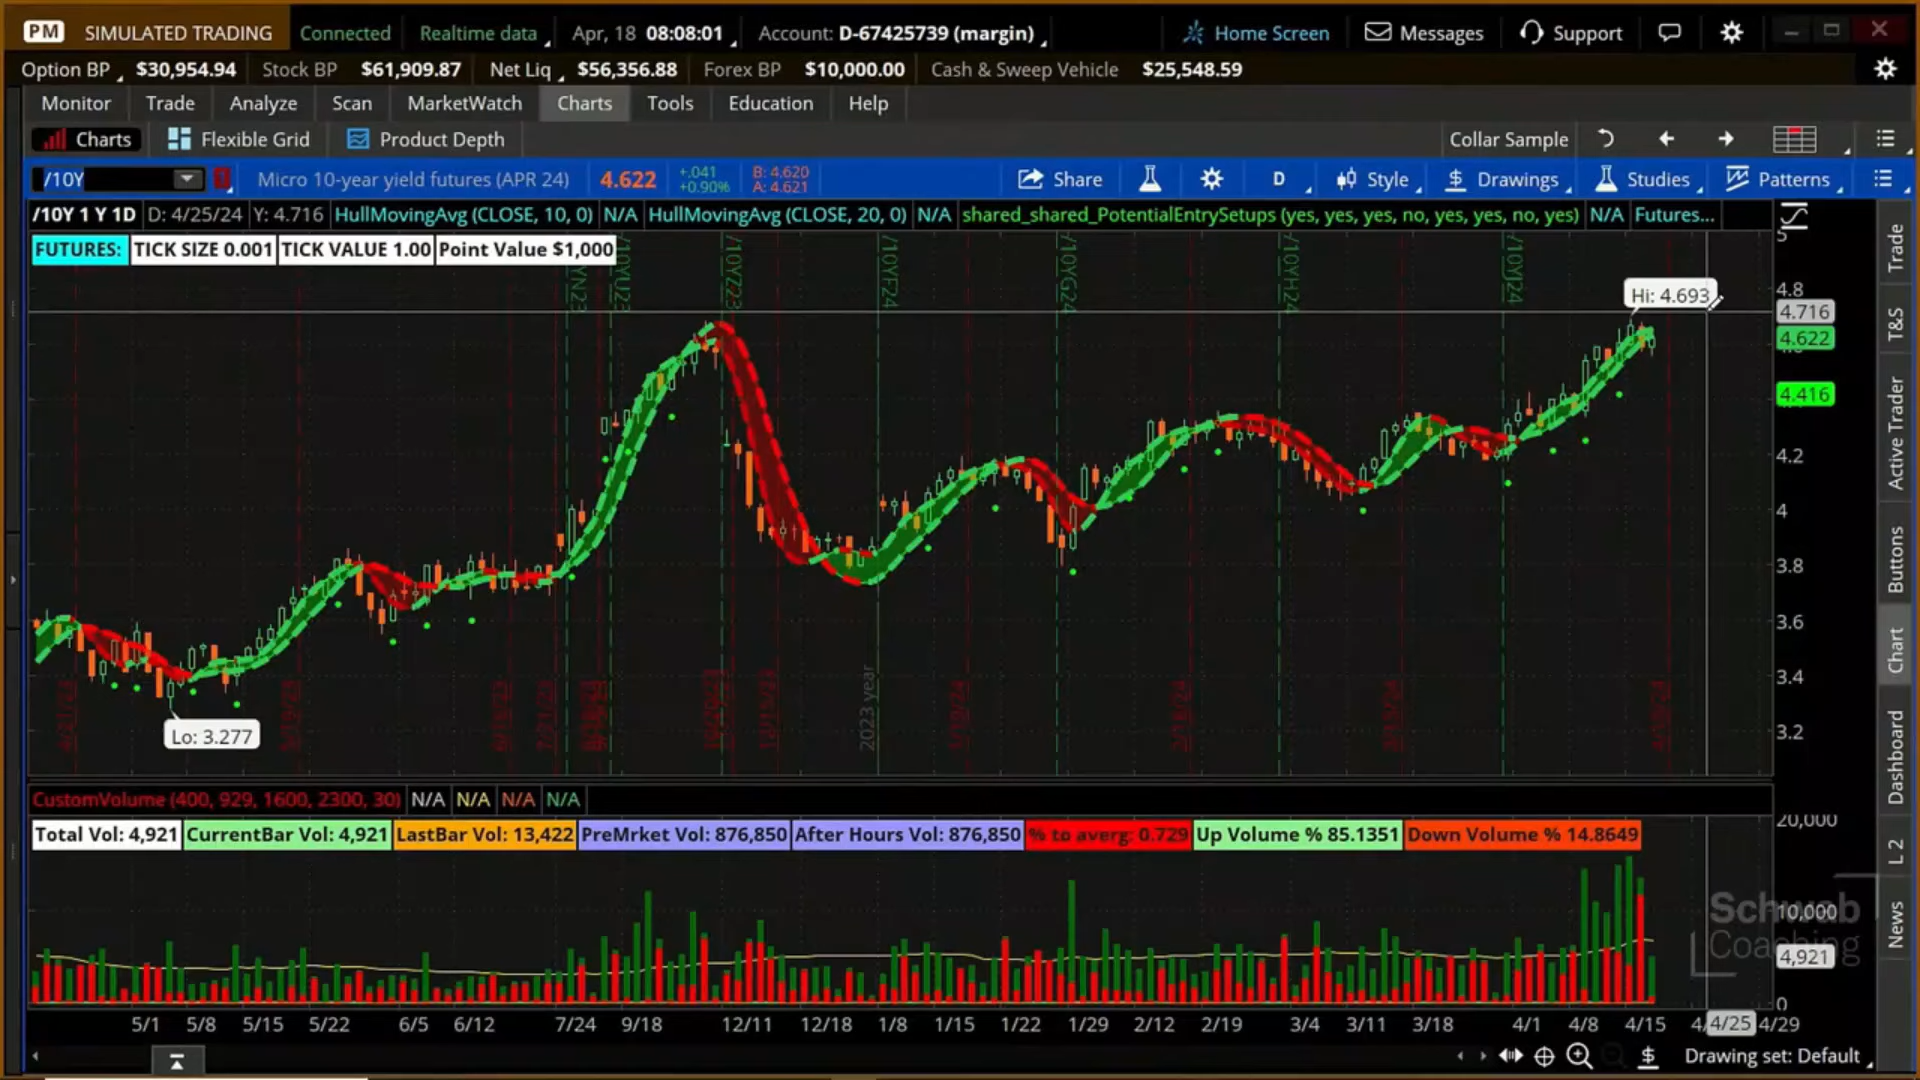 PM SIMULATED TRADING Connected Realtime data Apr, 18 08:08:01 Account: D-67425739 (margin) Home Screen Messages Support
Option BP $30,954.94 Stock BP $61,909.87 Net Liq $56,356.88 Forex BP $10,000.00 Cash & Sweep Vehicle $25,548.59
Monitor Trade Analyze Scan MarketWatch Charts Tools Education Help
Charts Flexible Grid Product Depth Collar Sample
/10Y Micro 10-year yield futures (APR 24) 4.622 +.041 B: 4.620 Share D Style Drawings Studies Patterns
+0.90% A: 4.621
/10Y 1 Y 1D D: 4/25/24 Y: 4.716 HullMovingAvg (CLOSE, 10, 0) N/A HullMovingAvg (CLOSE, 20, 0) N/A shared_shared_PotentialEntrySetups (yes, yes, yes, no, yes, yes, no, yes) N/A Futures...
FUTURES: TICK SIZE 0.001 TICK VALUE 1.00 Point Value $1,000
/10YU23 /10YZ23 /10YF24 /10YG24 /10YH24 /10YJ24
5
Hi: 4.693
4.8
4.716
4.622
4.416
4.2
4
3.8
3.6
3.4
3.2
Lo: 3.277
2023 year
CustomVolume (400, 929, 1600, 2300, 30) N/A N/A N/A N/A
Total Vol: 4,921 CurrentBar Vol: 4,921 LastBar Vol: 13,422 PreMrket Vol: 876,850 After Hours Vol: 876,850 % to averg: 0.729 Up Volume % 85.1351 Down Volume % 14.8649
20,000
10,000
4,921
0
Schwab
Coaching
5/1 5/8 5/15 5/22 6/5 6/12 7/24 9/18 12/11 12/18 1/8 1/15 1/22 1/29 2/12 2/19 3/4 3/11 3/18 4/1 4/8 4/15 4/25 4/29
Drawing set: Default
Trade
T&S
Active Trader
Buttons
Chart
Dashboard
L 2
News